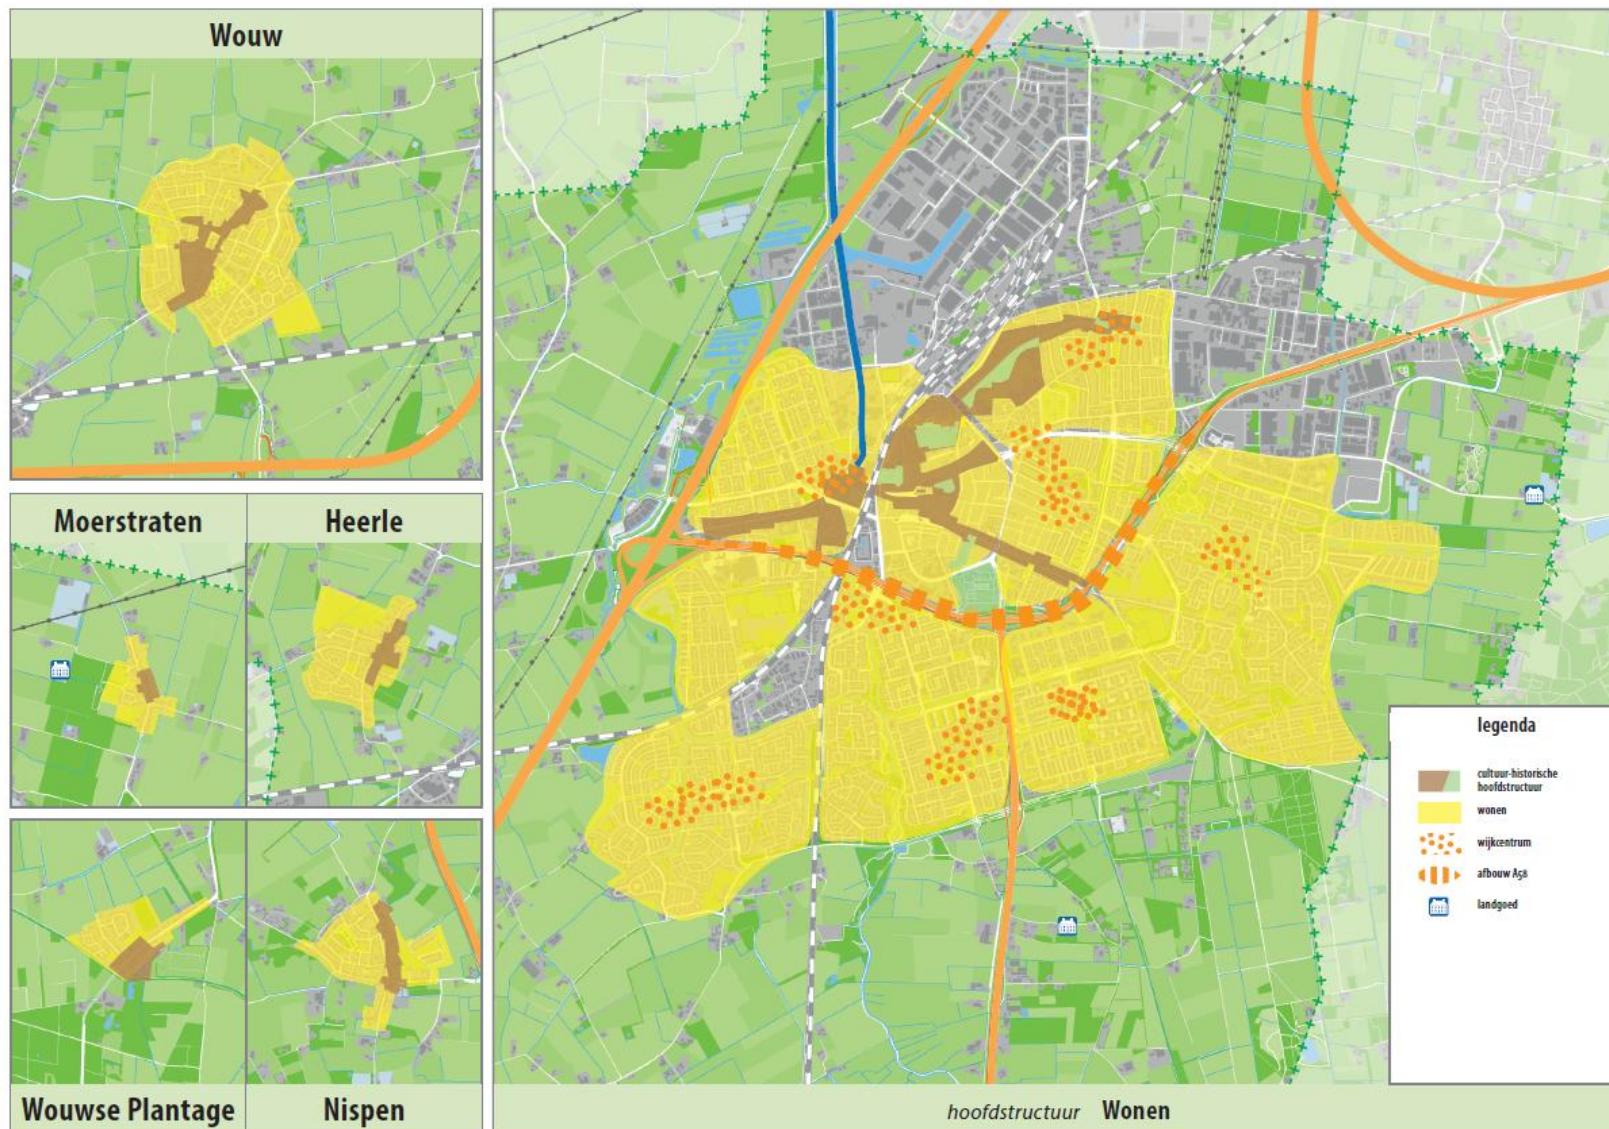 Wouw
Moerstraten
Heerle
Wouwse Plantage
Nispen
hoofdstructuur Wonen
legenda
cultuur-historische
hoofdstructuur
wonen
wijkcentrum
afbouw A58
landgoed